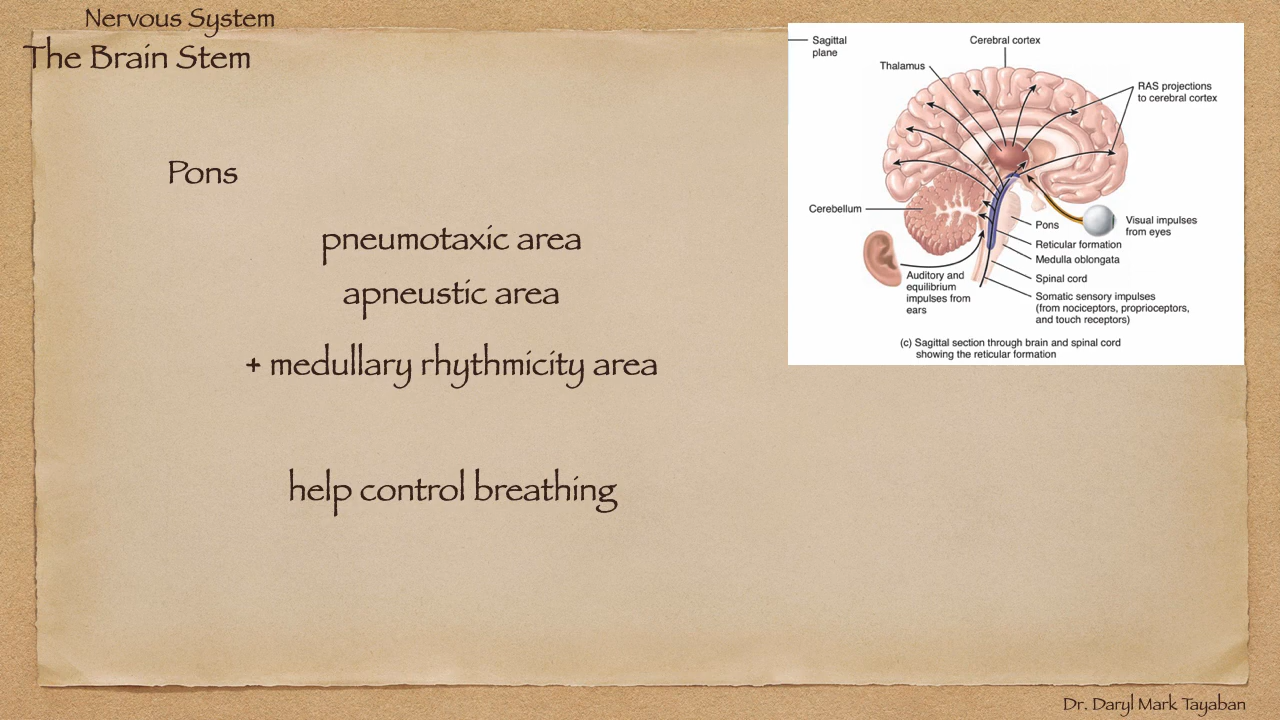 Nervous System
The Brain Stem
Pons
pneumotaxic area
apneustic area
+ medullary rhythmicity area
help control breathing
Sagittal
plane
Cerebral cortex
Thalamus
RAS projections
to cerebral cortex
Cerebellum
Pons
Visual impulses
from eyes
Reticular formation
Medulla oblongata
Auditory and
equilibrium
impulses from
ears
Spinal cord
Somatic sensory impulses
(from nociceptors, proprioceptors,
and touch receptors)
(c) Sagittal section through brain and spinal cord
showing the reticular formation
Dr. Daryl Mark Tayaban